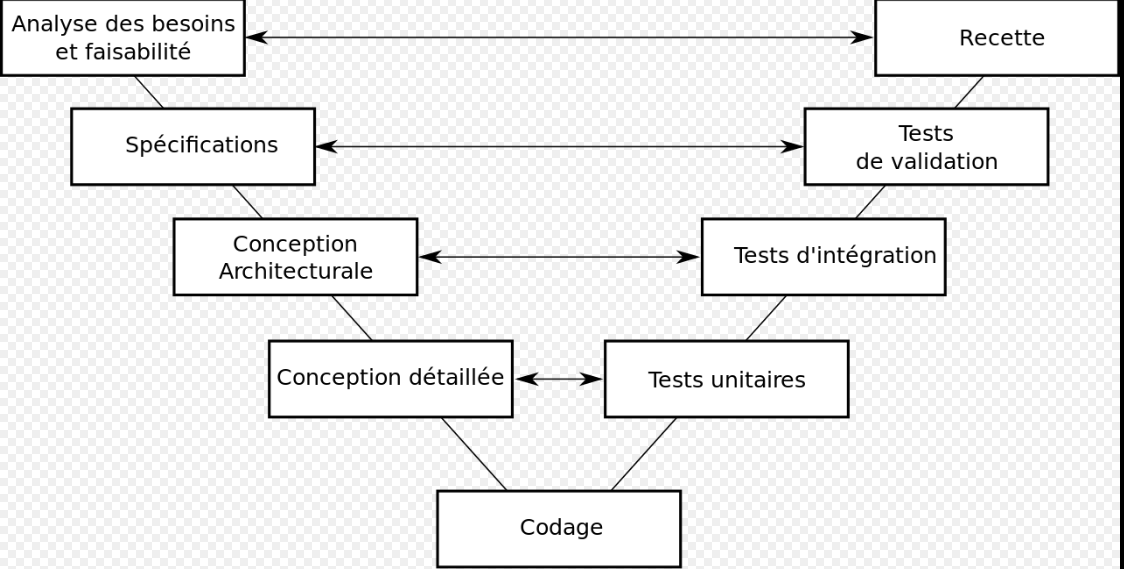 Analyse des besoins
et faisabilité
Recette
Spécifications
Tests
de validation
Conception
Architecturale
Tests d'intégration
Conception détaillée
Tests unitaires
Codage